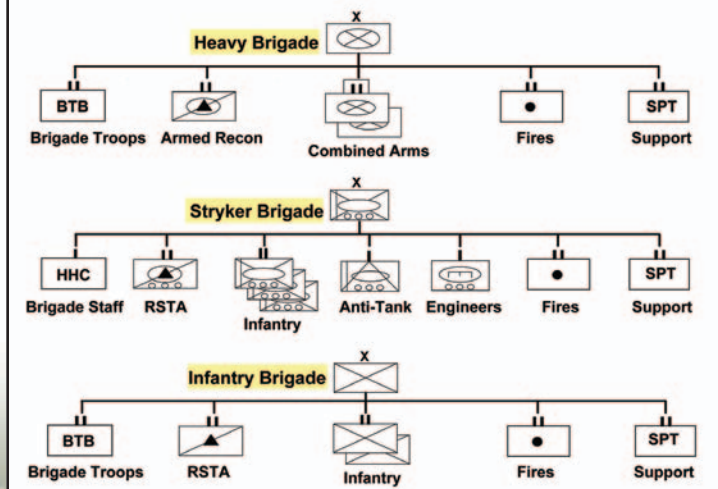 X
Heavy Brigade
BTB SPT
Brigade Troops Armed Recon Combined Arms Fires Support
X
Stryker Brigade
HHC SPT
Brigade Staff RSTA Infantry Anti-Tank Engineers Fires Support
X
Infantry Brigade
BTB SPT
Brigade Troops RSTA Infantry Fires Support